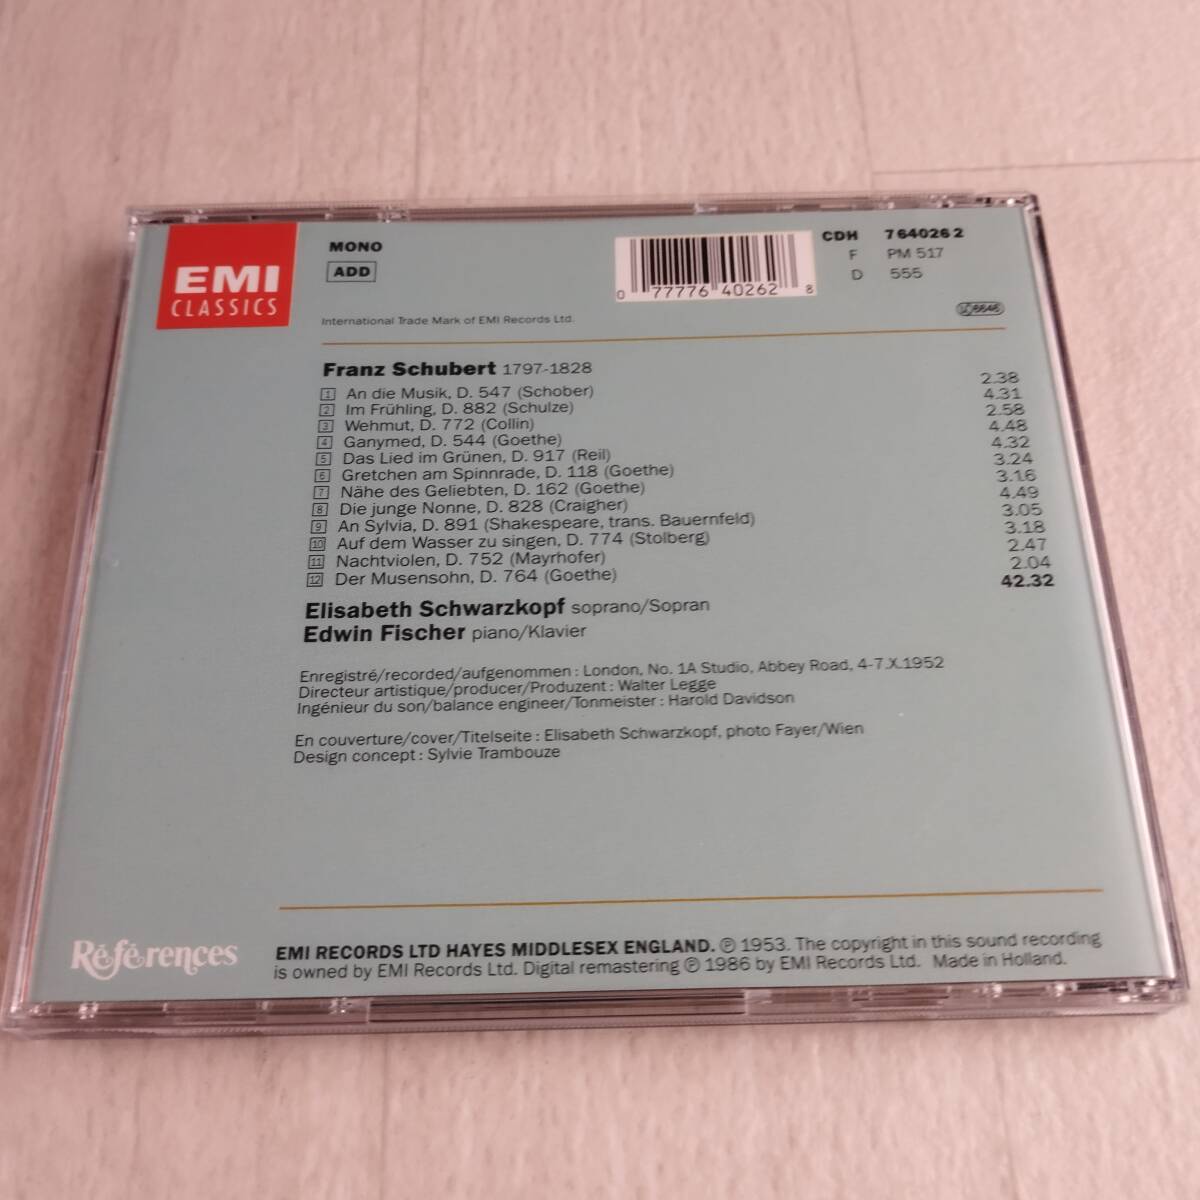 EMI
CLASSICS
MONO
ADD
International Trade Mark of EMI Records Ltd.
0 77776 40262 8
CDH 7 64026 2
F PM 517
D 555
LC 6646
Franz Schubert 1797-1828
1 An die Musik, D. 547 (Schober) 2.38
2 Im Frühling, D. 882 (Schulze) 4.31
3 Wehmut, D. 772 (Collin) 2.58
4 Ganymed, D. 544 (Goethe) 4.48
5 Das Lied im Grünen, D. 917 (Reil) 4.32
6 Gretchen am Spinnrade, D. 118 (Goethe) 3.24
7 Nähe des Geliebten, D. 162 (Goethe) 3.16
8 Die junge Nonne, D. 828 (Craigher) 4.49
9 An Sylvia, D. 891 (Shakespeare, trans. Bauernfeld) 3.05
10 Auf dem Wasser zu singen, D. 774 (Stolberg) 3.18
11 Nachtviolen, D. 752 (Mayrhofer) 2.47
12 Der Musensohn, D. 764 (Goethe) 2.04
42.32
Elisabeth Schwarzkopf soprano/Sopran
Edwin Fischer piano/Klavier
Enregistré/recorded/aufgenommen : London, No. 1A Studio, Abbey Road, 4-7.X.1952
Directeur artistique/producer/Produzent : Walter Legge
Ingénieur du son/balance engineer/Tonmeister : Harold Davidson
En couverture/cover/Titelseite : Elisabeth Schwarzkopf, photo Fayer/Wien
Design concept : Sylvie Trambouze
Références
EMI RECORDS LTD HAYES MIDDLESEX ENGLAND. ℗ 1953. The copyright in this sound recording
is owned by EMI Records Ltd. Digital remastering ℗ 1986 by EMI Records Ltd. Made in Holland.